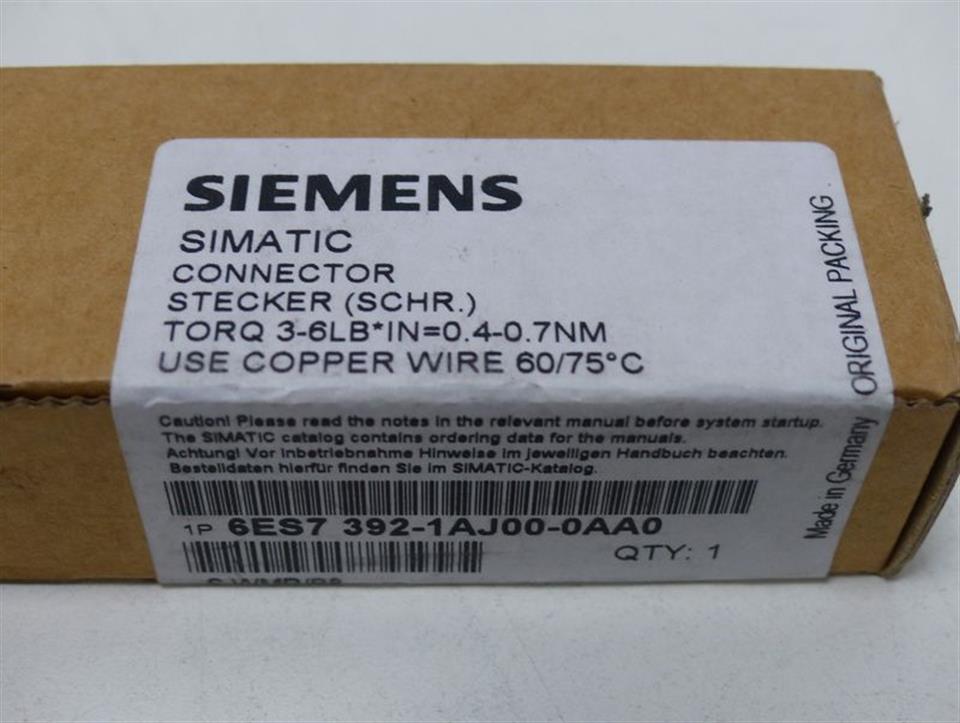 SIEMENS
SIMATIC
CONNECTOR
STECKER (SCHR.)
TORQ 3-6LB*IN=0.4-0.7NM
USE COPPER WIRE 60/75°C
Caution! Please read the notes in the relevant manual before system startup.
The SIMATIC catalog contains ordering data for the manuals.
Achtung! Vor Inbetriebnahme Hinweise im jeweiligen Handbuch beachten.
Bestelldaten hierfür finden Sie im SIMATIC-Katalog.
1P 6ES7 392-1AJ00-0AA0
QTY: 1
Made in Germany ORIGINAL PACKING